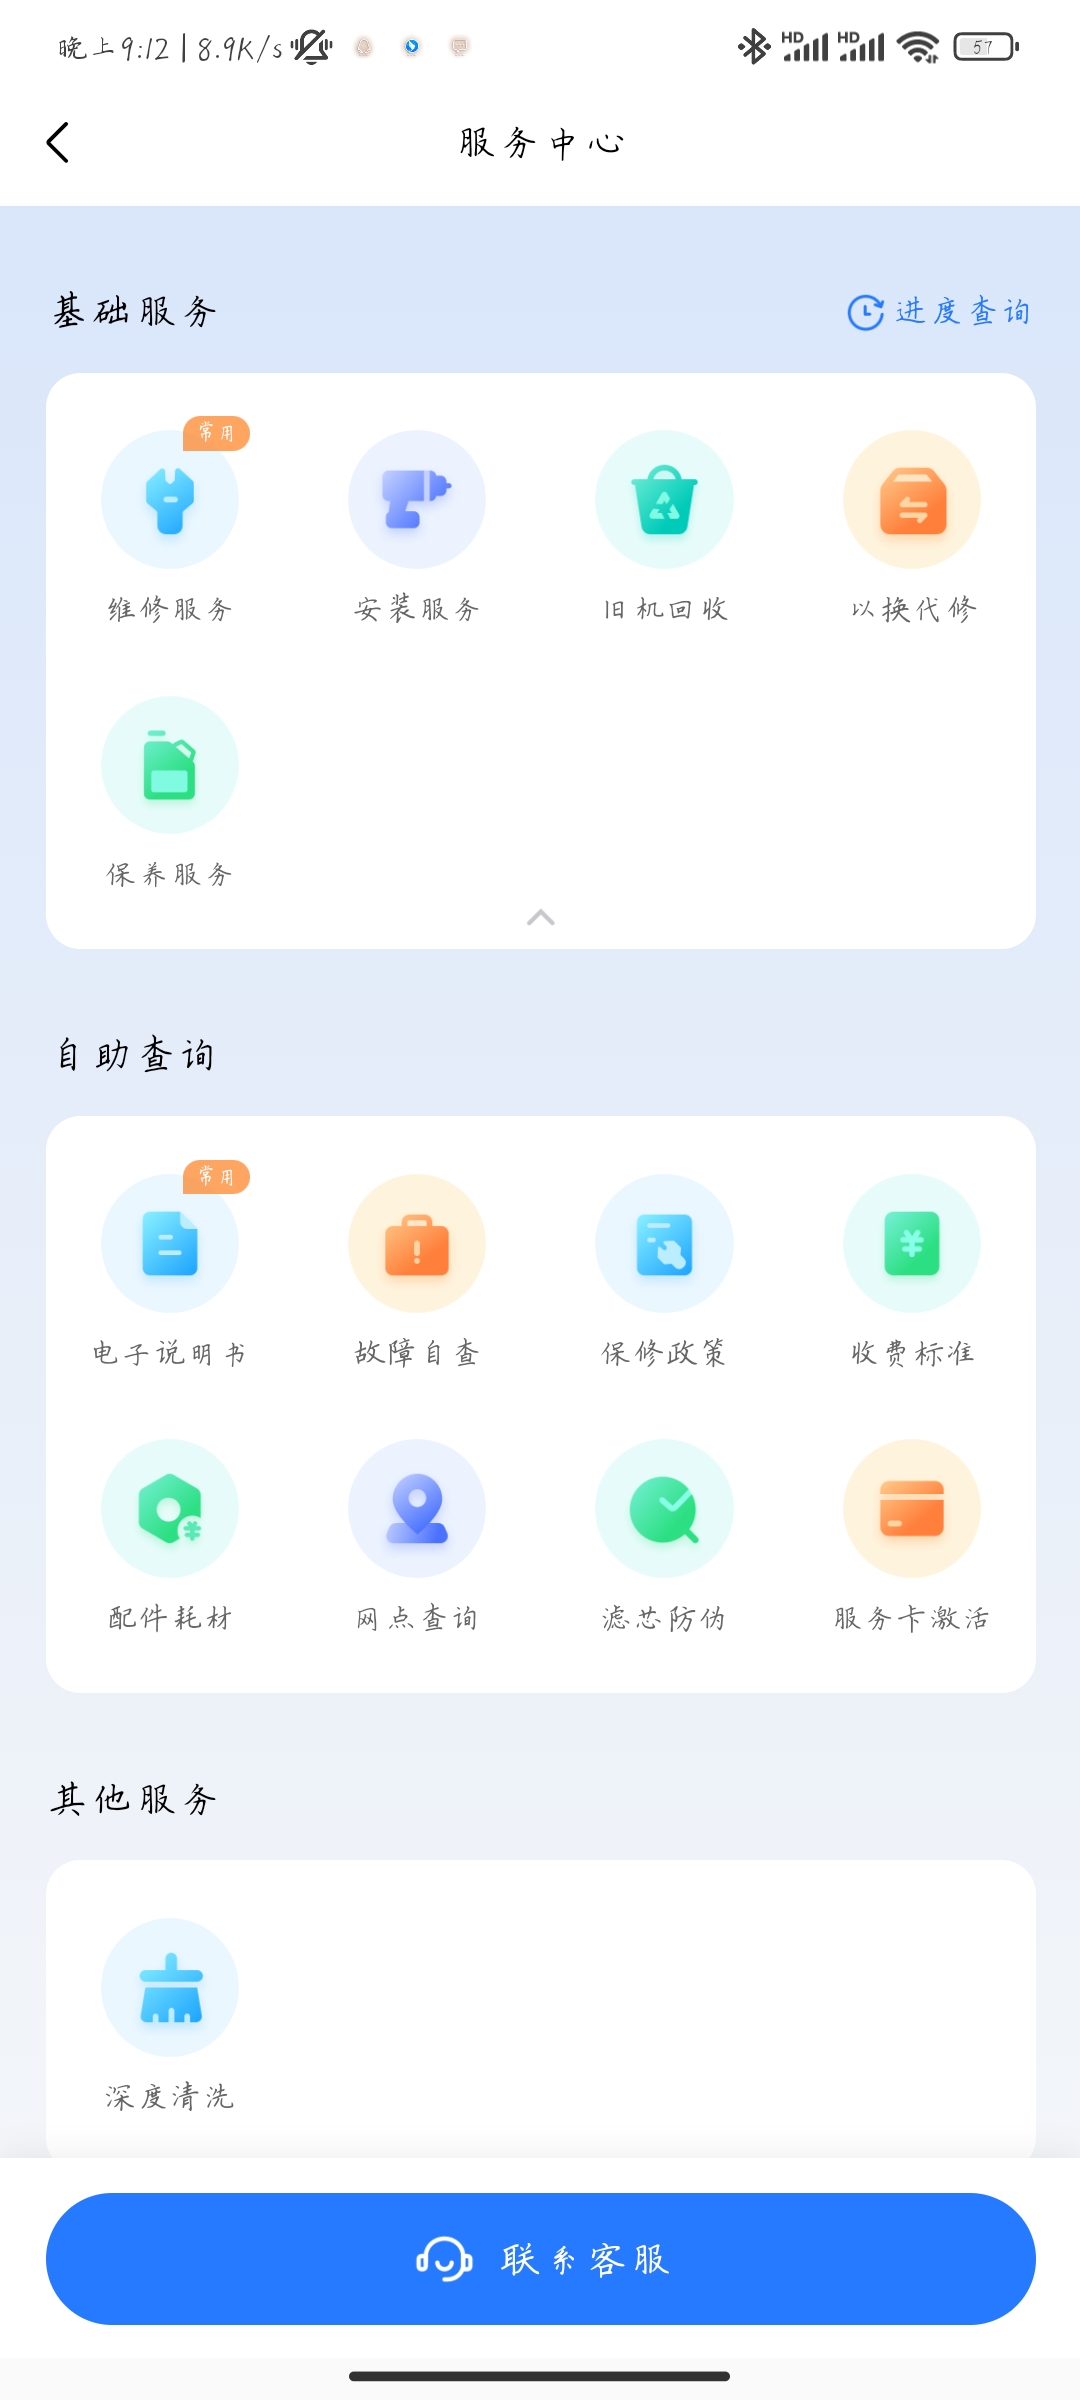 晚上9:12 | 8.9K/s
HD HD 57
服务中心
基础服务
进度查询
常用
维修服务 安装服务 旧机回收 以换代修
保养服务
自助查询
常用
电子说明书 故障自查 保修政策 收费标准
配件耗材 网点查询 滤芯防伪 服务卡激活
其他服务
深度清洗
联系客服